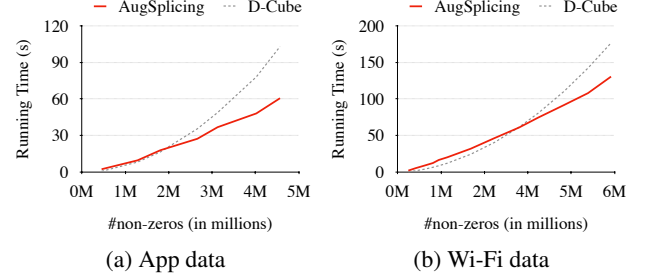 AugSplicing D-Cube
Running Time (s)
120
90
60
30
0
0M 1M 2M 3M 4M 5M
#non-zeros (in millions)
(a) App data
AugSplicing D-Cube
Running Time (s)
200
150
100
50
0
0M 1M 2M 3M 4M 5M 6M
#non-zeros (in millions)
(b) Wi-Fi data